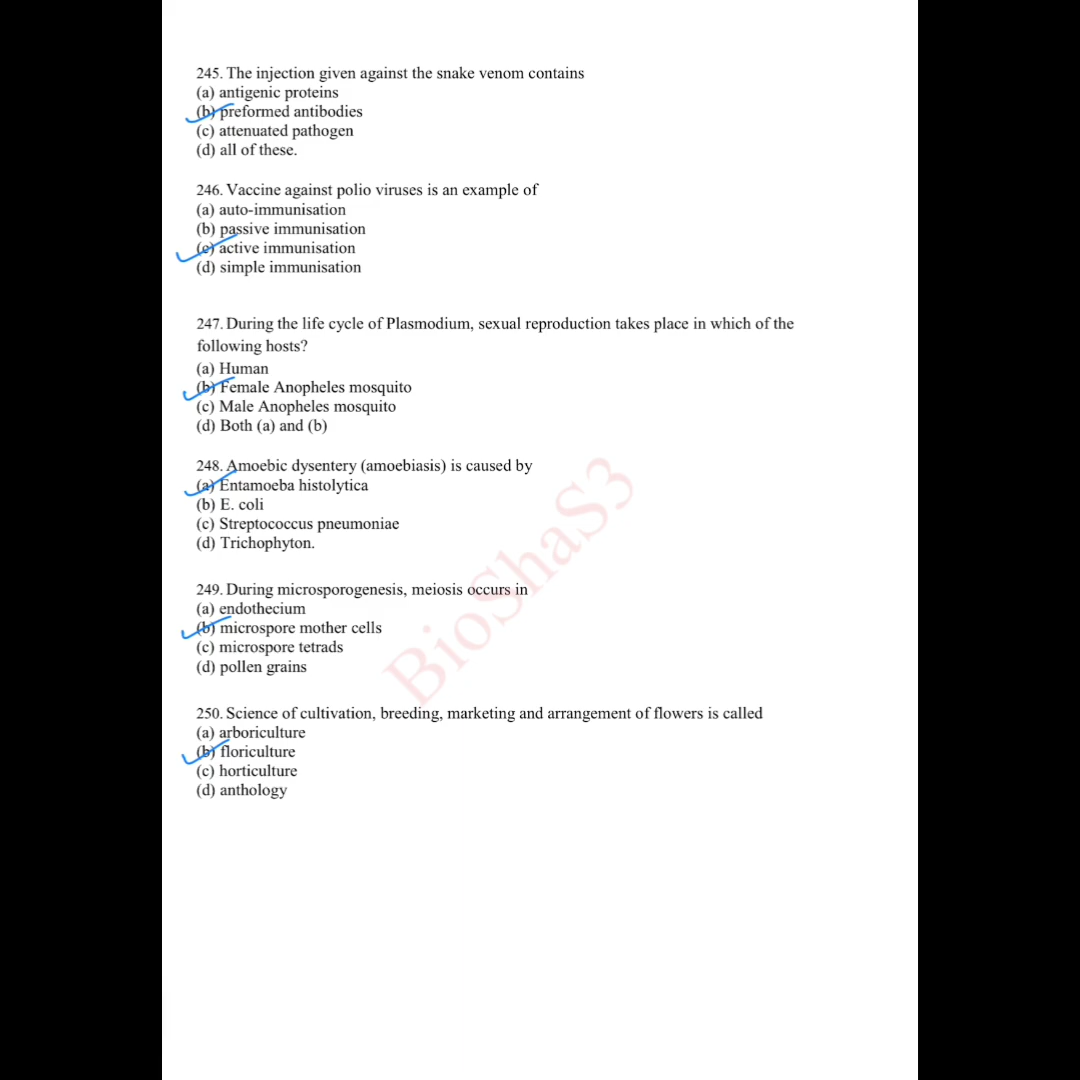 245. The injection given against the snake venom contains
(a) antigenic proteins
(b) preformed antibodies
(c) attenuated pathogen
(d) all of these.
246. Vaccine against polio viruses is an example of
(a) auto-immunisation
(b) passive immunisation
(c) active immunisation
(d) simple immunisation
247. During the life cycle of Plasmodium, sexual reproduction takes place in which of the
following hosts?
(a) Human
(b) Female Anopheles mosquito
(c) Male Anopheles mosquito
(d) Both (a) and (b)
248. Amoebic dysentery (amoebiasis) is caused by
(a) Entamoeba histolytica
(b) E. coli
(c) Streptococcus pneumoniae
(d) Trichophyton.
249. During microsporogenesis, meiosis occurs in
(a) endothecium
(b) microspore mother cells
(c) microspore tetrads
(d) pollen grains
250. Science of cultivation, breeding, marketing and arrangement of flowers is called
(a) arboriculture
(b) floriculture
(c) horticulture
(d) anthology
BioShaS3